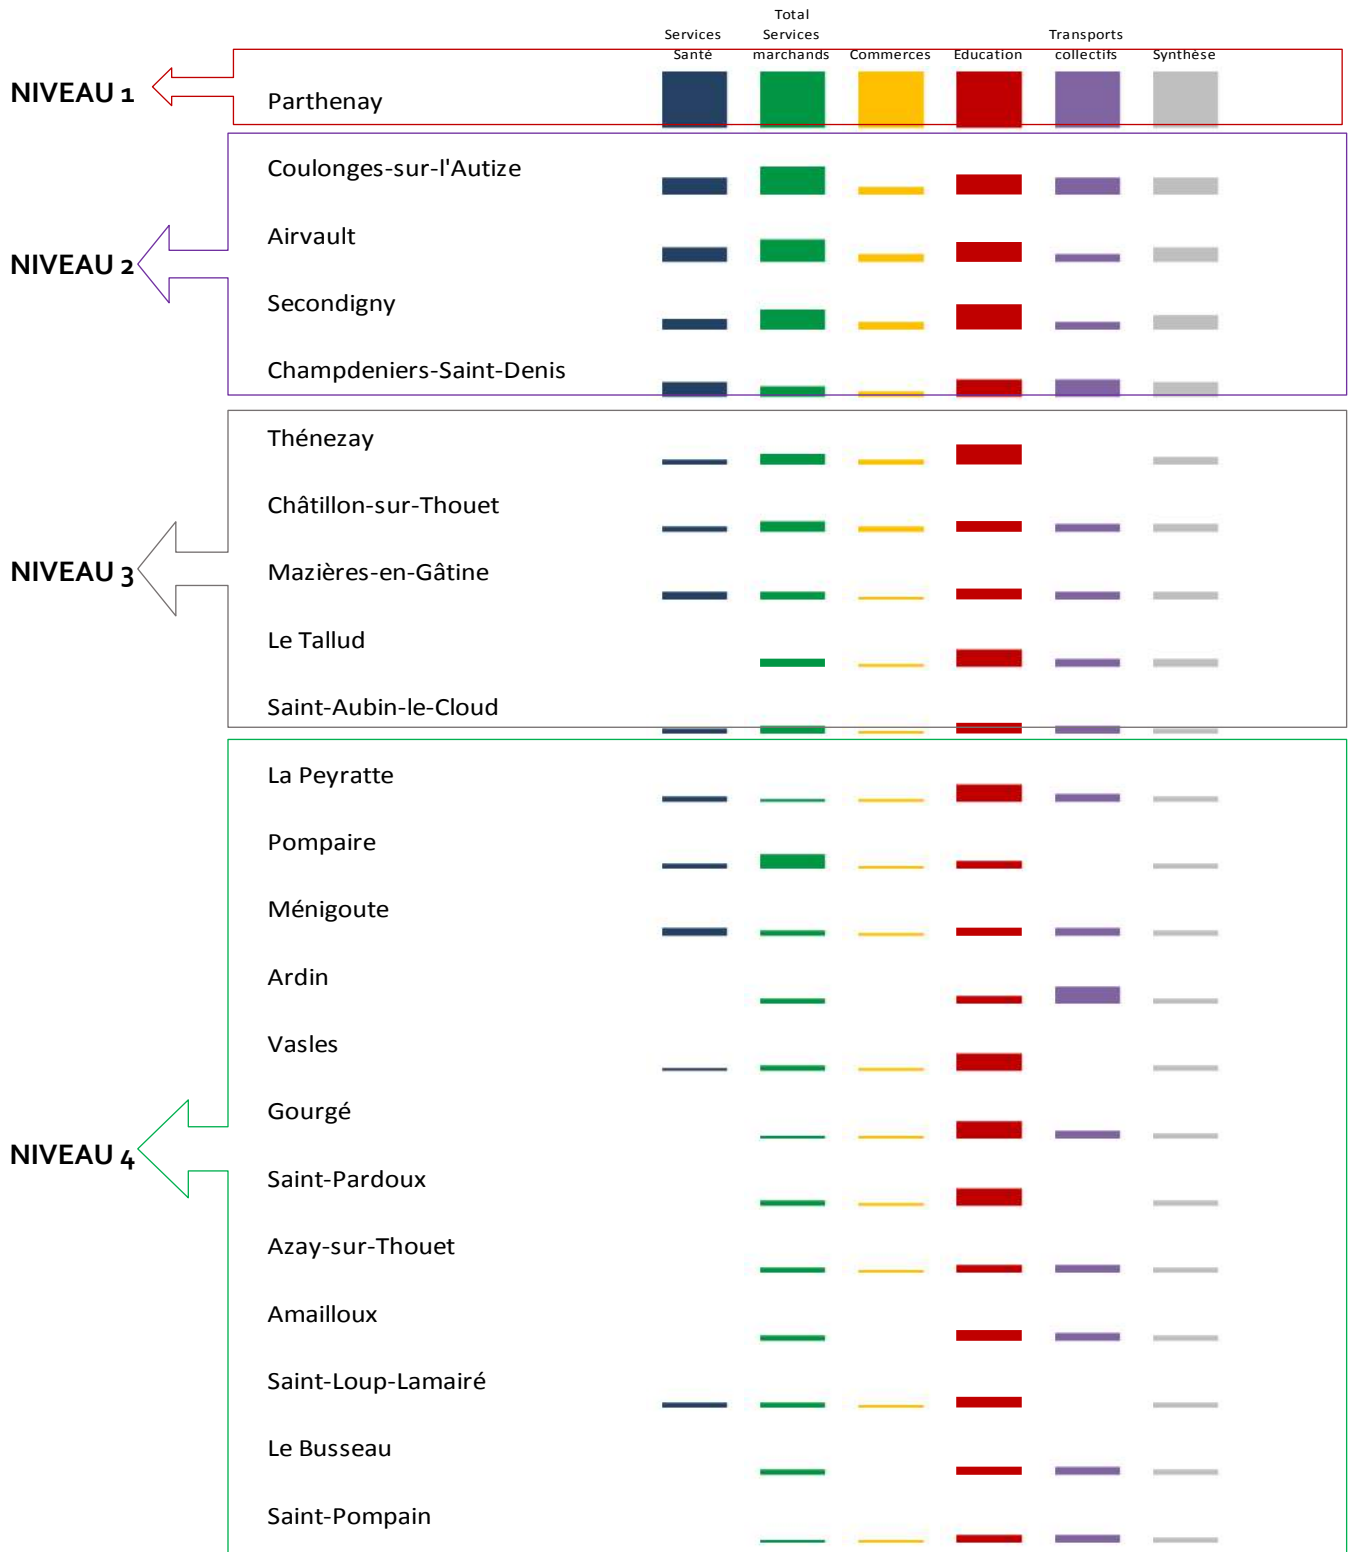 Total
Services Services Transports
Santé marchands Commerces Education collectifs Synthèse
NIVEAU 1
Parthenay
Coulonges-sur-l'Autize
Airvault
NIVEAU 2
Secondigny
Champdeniers-Saint-Denis
Thénezay
Châtillon-sur-Thouet
NIVEAU 3
Mazières-en-Gâtine
Le Tallud
Saint-Aubin-le-Cloud
La Peyratte
Pompaire
Ménigoute
Ardin
Vasles
Gourgé
NIVEAU 4
Saint-Pardoux
Azay-sur-Thouet
Amailloux
Saint-Loup-Lamairé
Le Busseau
Saint-Pompain